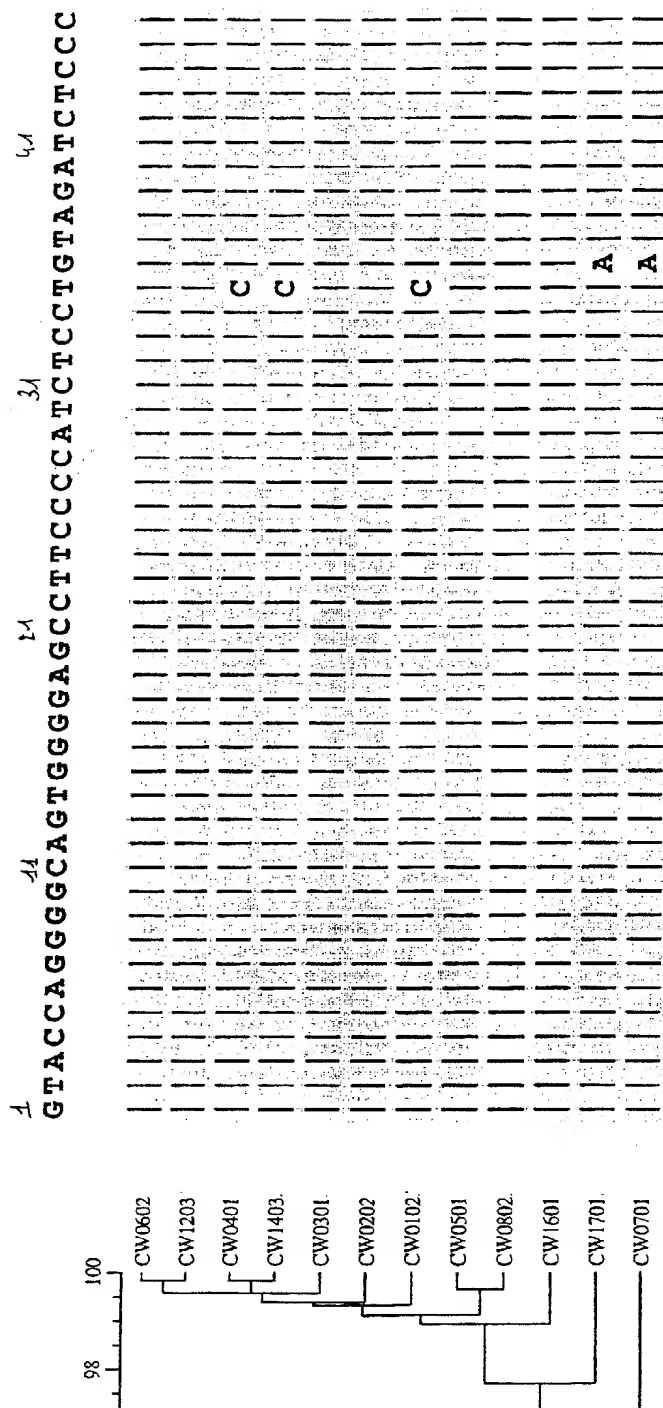 1 11 21 31 41
GTACCAGGGGCAGTGGGGAGCCTTCCCCATCTCCTGTAGATCTCCC
98 100
CW0602
CW1203
CW0401 C
CW1403. C
CW0301.
CW0202
CW0102. C
CW0501
CW0802.
CW1601
CW1701. A
CW0701 A